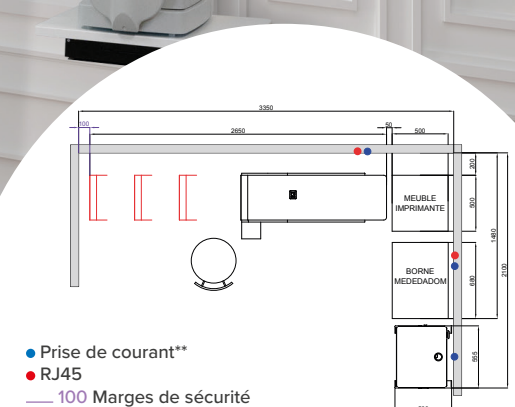 3350
100
2650
50
500
200
MEUBLE
IMPRIMANTE
500
1480
2100
BORNE
MEDEDADOM
680
555
Prise de courant**
RJ45
100 Marges de sécurité